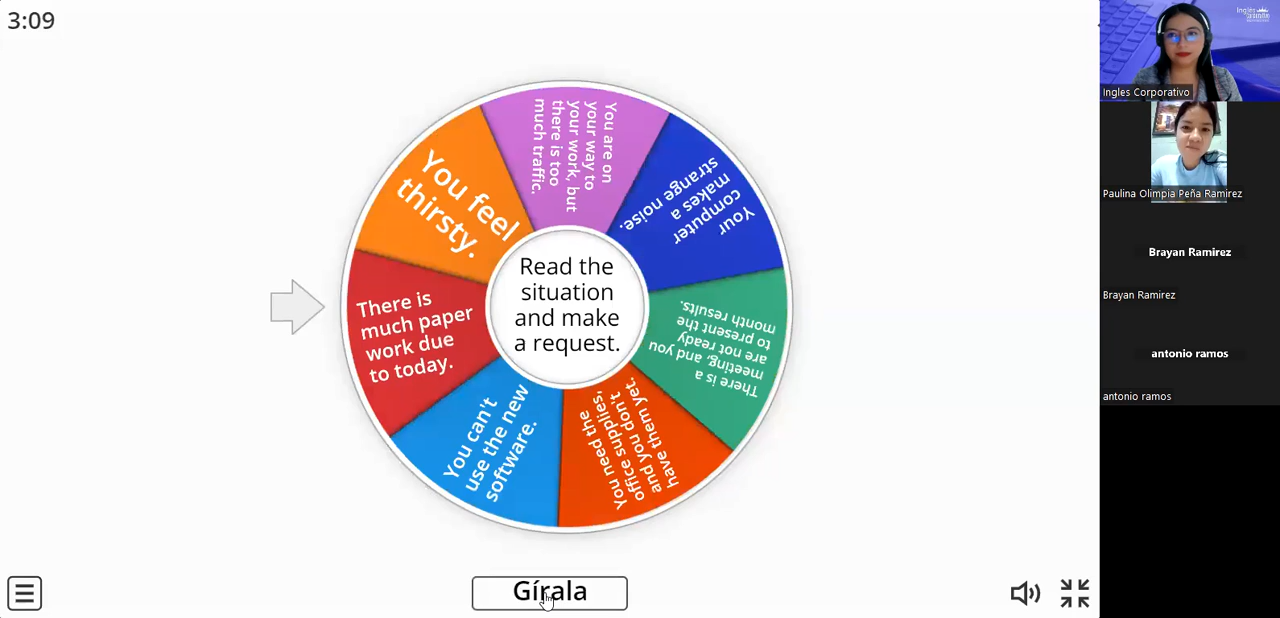 3:09
You are on
your way to
your work, but
there is too
much traffic.
Your
computer
makes a
strange noise.
There is a
meeting, and you
are not ready
to present the
month results.
You need the
office supplies,
and you don't
have them yet.
You can't
use the new
software.
There is
much paper
work due
to today.
You feel
thirsty.
Read the
situation
and make
a request.
Gírala
Ingles Corporativo
Paulina Olimpia Peña Ramirez
Brayan Ramirez
Brayan Ramirez
antonio ramos
antonio ramos